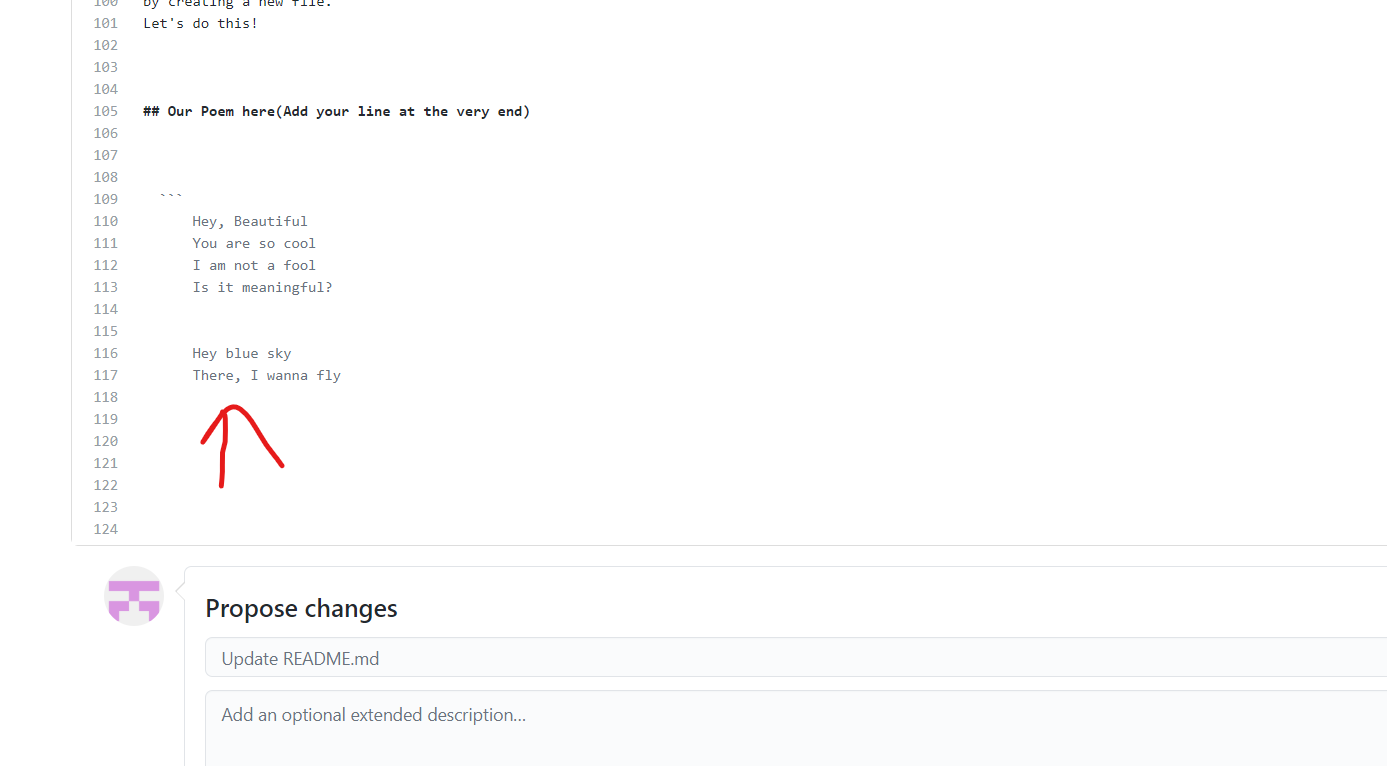 100 by creating a new file.
101 Let's do this!
102
103
104
105 ## Our Poem here(Add your line at the very end)
106
107
108
109 ```
110 Hey, Beautiful
111 You are so cool
112 I am not a fool
113 Is it meaningful?
114
115
116 Hey blue sky
117 There, I wanna fly
118
119
120
121
122
123
124
Propose changes
Update README.md
Add an optional extended description...